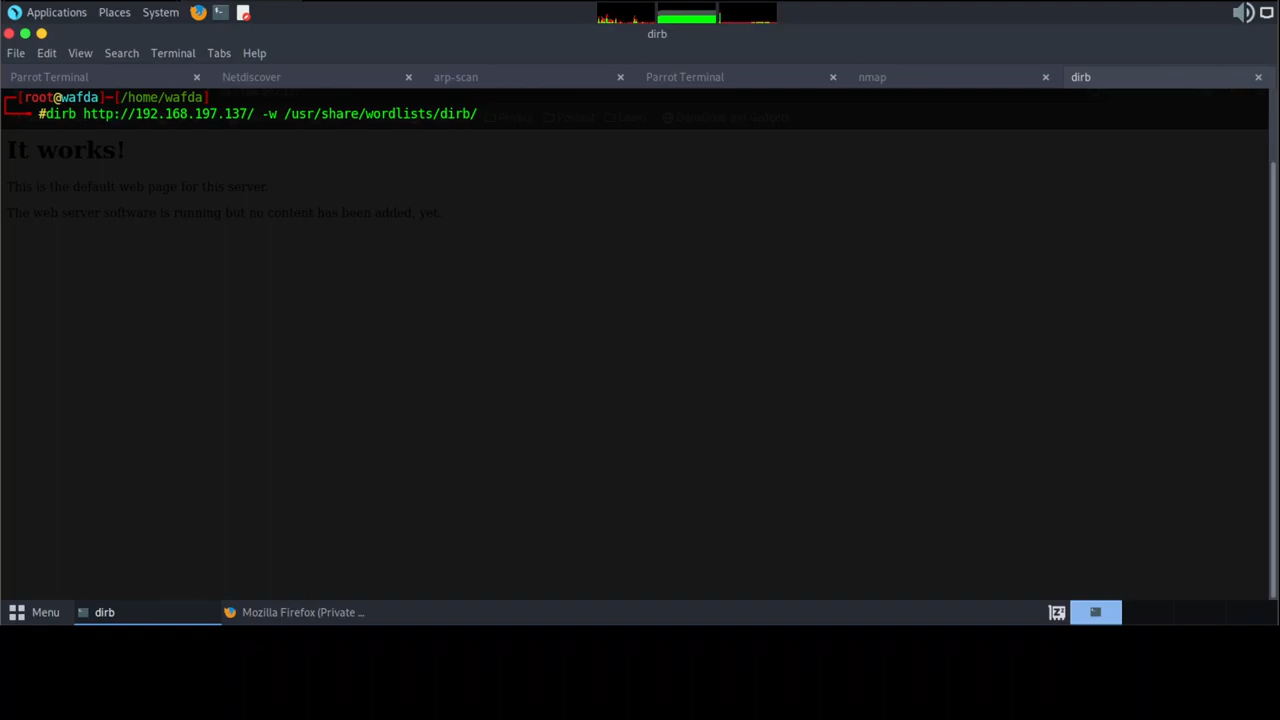 Applications Places System
dirb
File Edit View Search Terminal Tabs Help
Parrot Terminal × Netdiscover × arp-scan × Parrot Terminal × nmap × dirb ×
┌─[root@wafda]─[/home/wafda]
└──╼ #dirb http://192.168.197.137/ -w /usr/share/wordlists/dirb/
It works!
This is the default web page for this server.
The web server software is running but no content has been added, yet.
Menu dirb Mozilla Firefox (Private ...